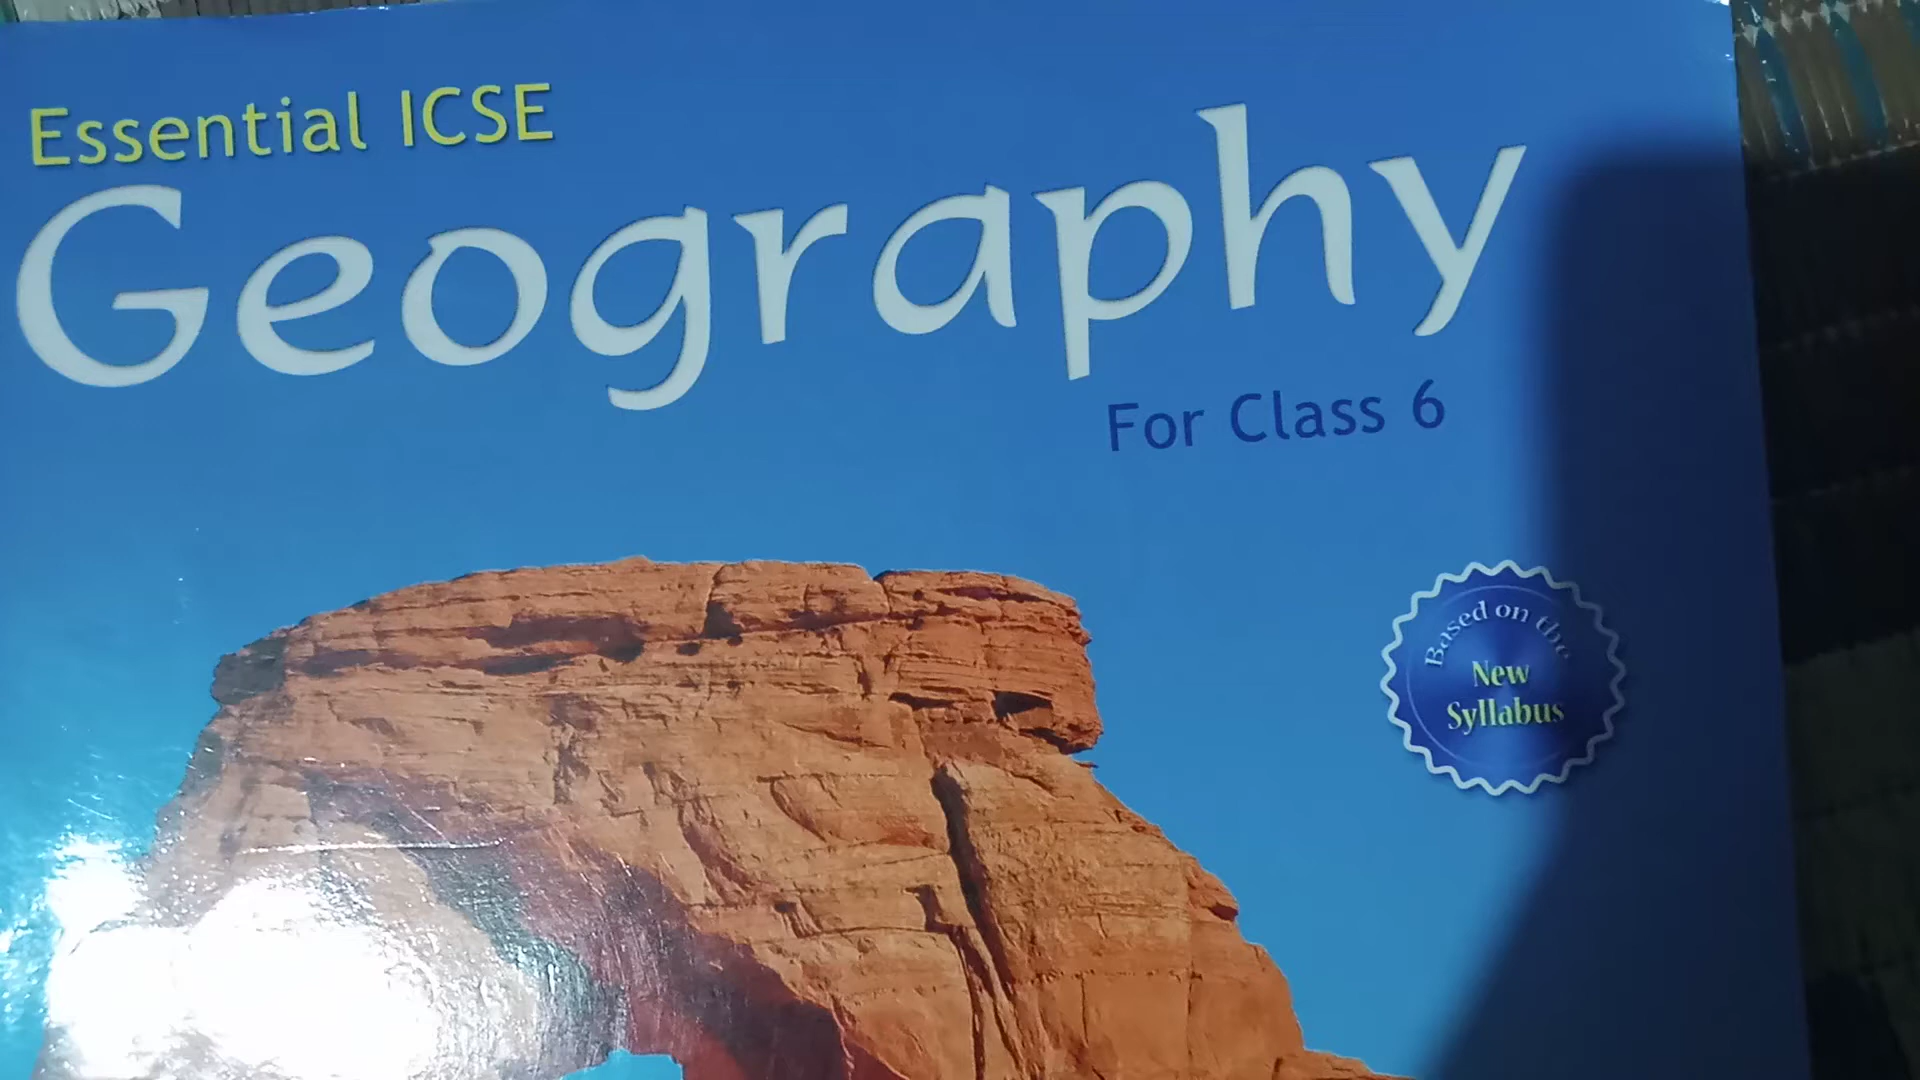 Essential ICSE
Geography
For Class 6
Based on the
New
Syllabus